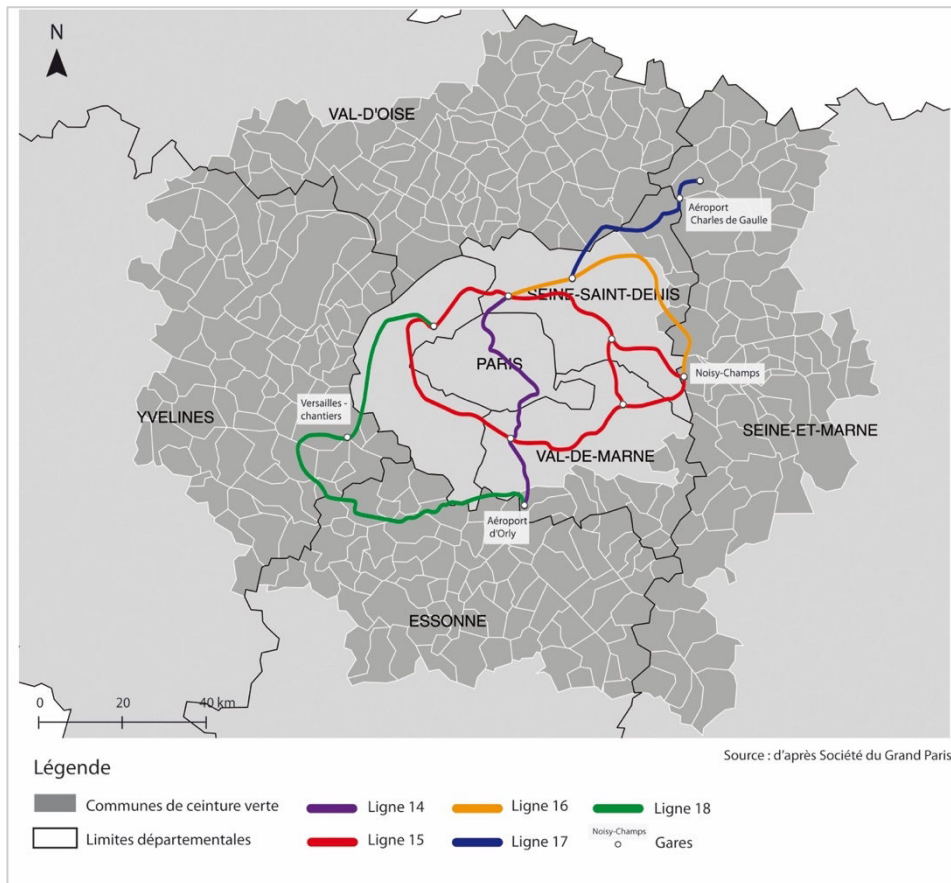 N
VAL-D'OISE
Aéroport
Charles de Gaulle
SEINE-SAINT-DENIS
PARIS
Noisy-Champs
Versailles -
chantiers
YVELINES
SEINE-ET-MARNE
VAL-DE-MARNE
Aéroport
d'Orly
ESSONNE
0 20 40 km
Source : d'après Société du Grand Paris
Légende
Communes de ceinture verte
Ligne 14
Ligne 16
Ligne 18
Limites départementales
Ligne 15
Ligne 17
Noisy-Champs
Gares